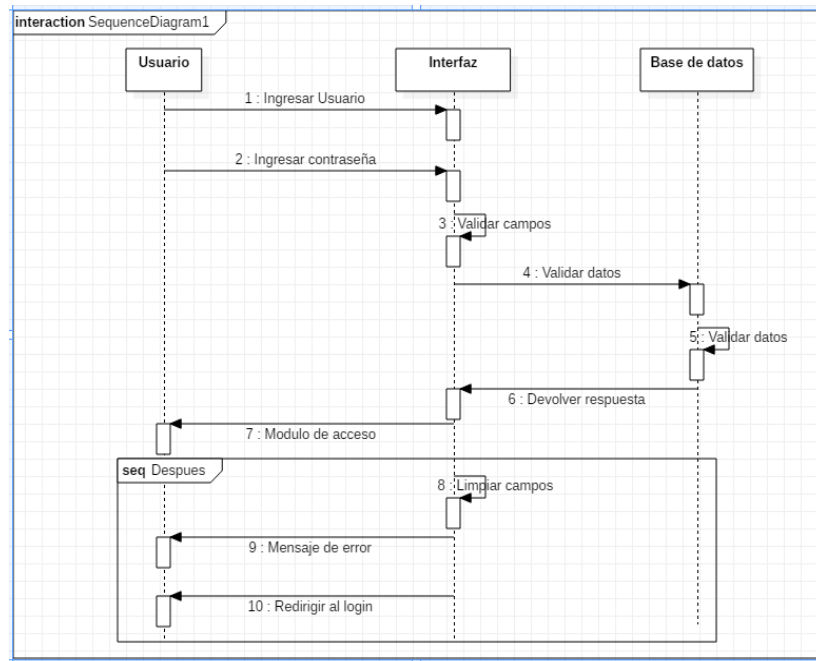 interaction SequenceDiagram1
Usuario
Interfaz
Base de datos
1 : Ingresar Usuario
2 : Ingresar contraseña
3 : Validar campos
4 : Validar datos
5 : Validar datos
6 : Devolver respuesta
7 : Modulo de acceso
seq Despues
8 : Limpiar campos
9 : Mensaje de error
10 : Redirigir al login